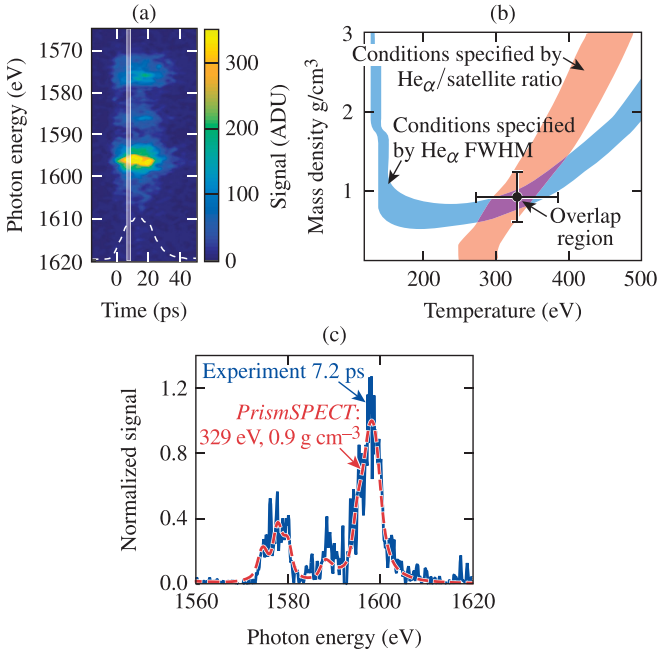 (a)
Photon energy (eV)
1570
1580
1590
1600
1610
1620
0
20
40
Time (ps)
300
200
100
0
Signal (ADU)
(b)
Mass density g/cm3
3
2
1
Conditions specified by
Heα/satellite ratio
Conditions specified
by Heα FWHM
Overlap
region
200
300
400
500
Temperature (eV)
(c)
Normalized signal
1.2
0.8
0.4
0.0
Experiment 7.2 ps
PrismSPECT:
329 eV, 0.9 g cm–3
1560
1580
1600
1620
Photon energy (eV)